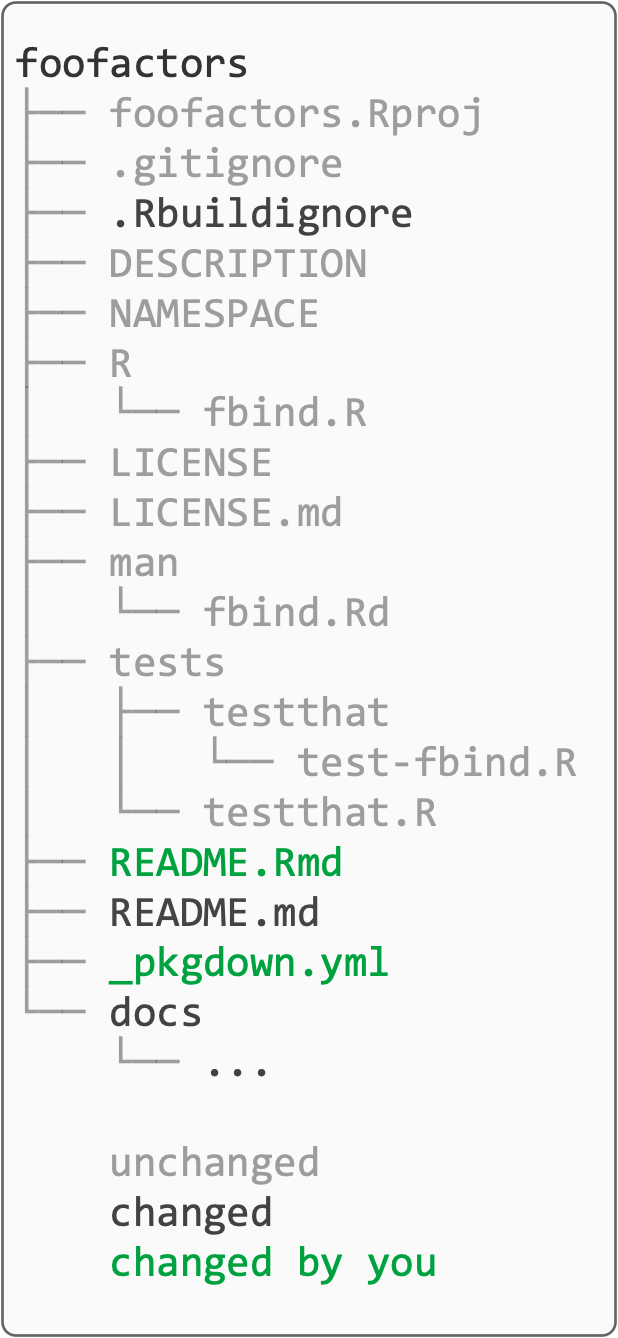 foofactors
foofactors.Rproj
.gitignore
.Rbuildignore
DESCRIPTION
NAMESPACE
R
fbind.R
LICENSE
LICENSE.md
man
fbind.Rd
tests
testthat
test-fbind.R
testthat.R
README.Rmd
README.md
_pkgdown.yml
docs
...
unchanged
changed
changed by you